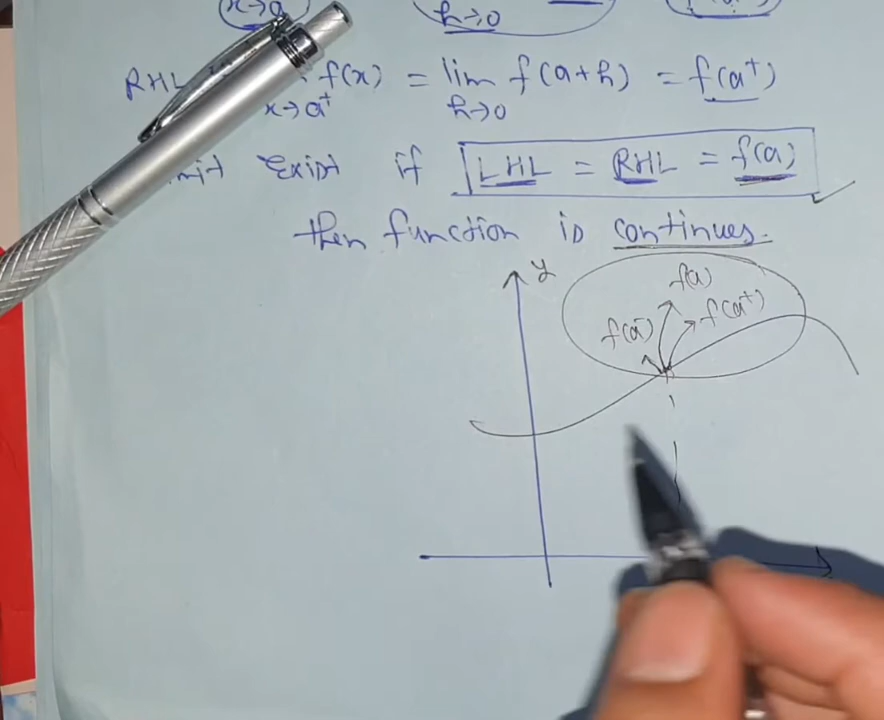 h→0
RHL f(x) = lim f(a+h) = f(a⁺)
x→a⁺ h→0
Exist if LHL = RHL = f(a)
then function is continues.
y
f(a)
f(a⁻) f(a⁺)